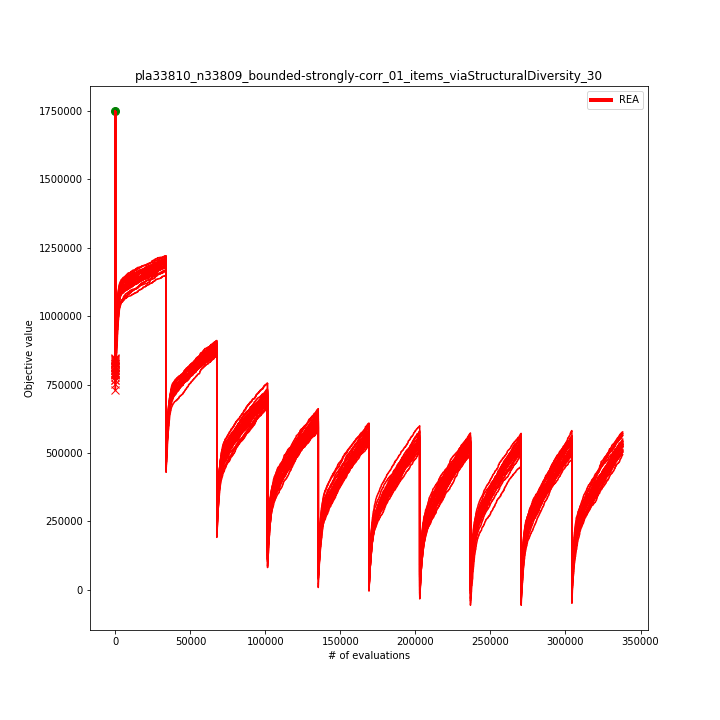 pla33810_n33809_bounded-strongly-corr_01_items_viaStructuralDiversity_30
REA
1750000
1500000
1250000
1000000
750000
500000
250000
0
Objective value
0 50000 100000 150000 200000 250000 300000 350000
# of evaluations